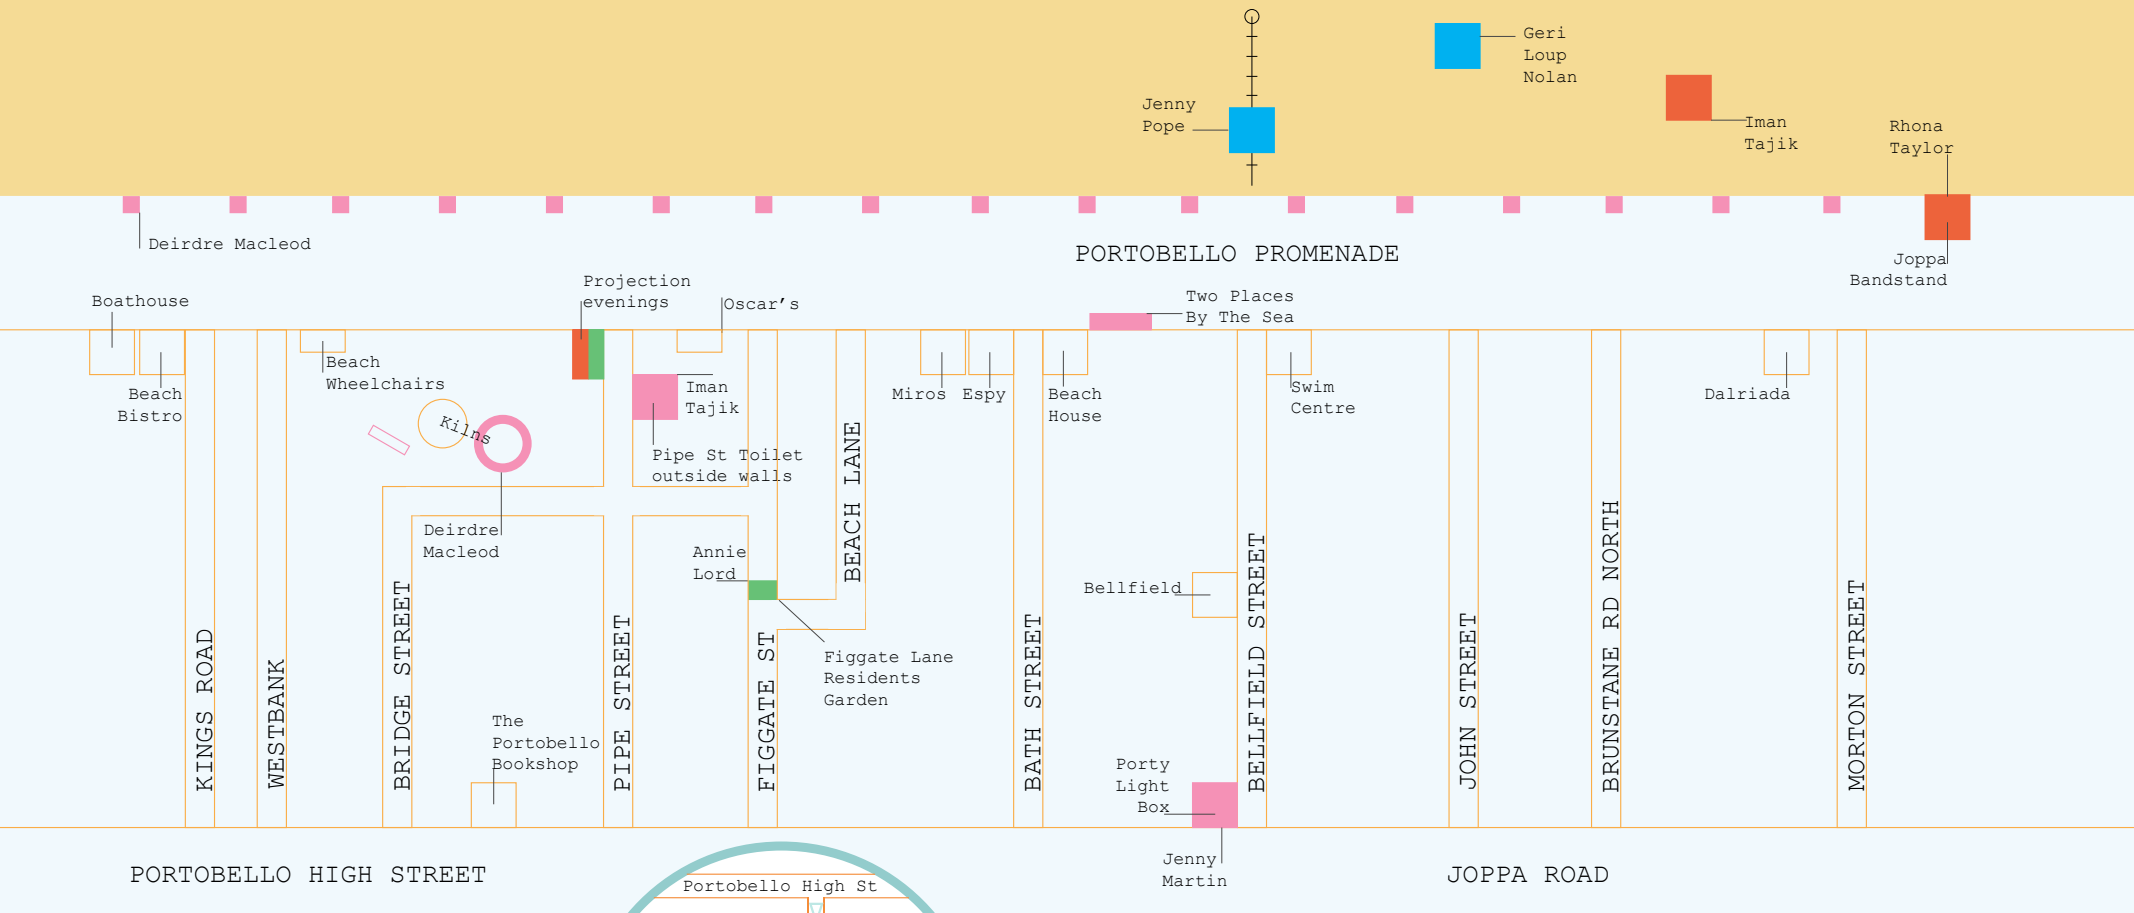 Geri
Loup
Nolan
Jenny
Pope
Iman
Tajik
Rhona
Taylor
Deirdre Macleod
PORTOBELLO PROMENADE
Joppa
Bandstand
Boathouse
Projection
evenings
Oscar’s
Two Places
By The Sea
Beach
Bistro
Beach
Wheelchairs
Kilns
Iman
Tajik
Pipe St Toilet
outside walls
Miros
Espy
Beach
House
Swim
Centre
Dalriada
Deirdre
Macleod
Annie
Lord
Bellfield
Figgate Lane
Residents
Garden
The
Portobello
Bookshop
Porty
Light
Box
KINGS ROAD
WESTBANK
BRIDGE STREET
PIPE STREET
FIGGATE ST
BEACH LANE
BATH STREET
BELLFIELD STREET
JOHN STREET
BRUNSTANE RD NORTH
MORTON STREET
Jenny
Martin
PORTOBELLO HIGH STREET
JOPPA ROAD
Portobello High St